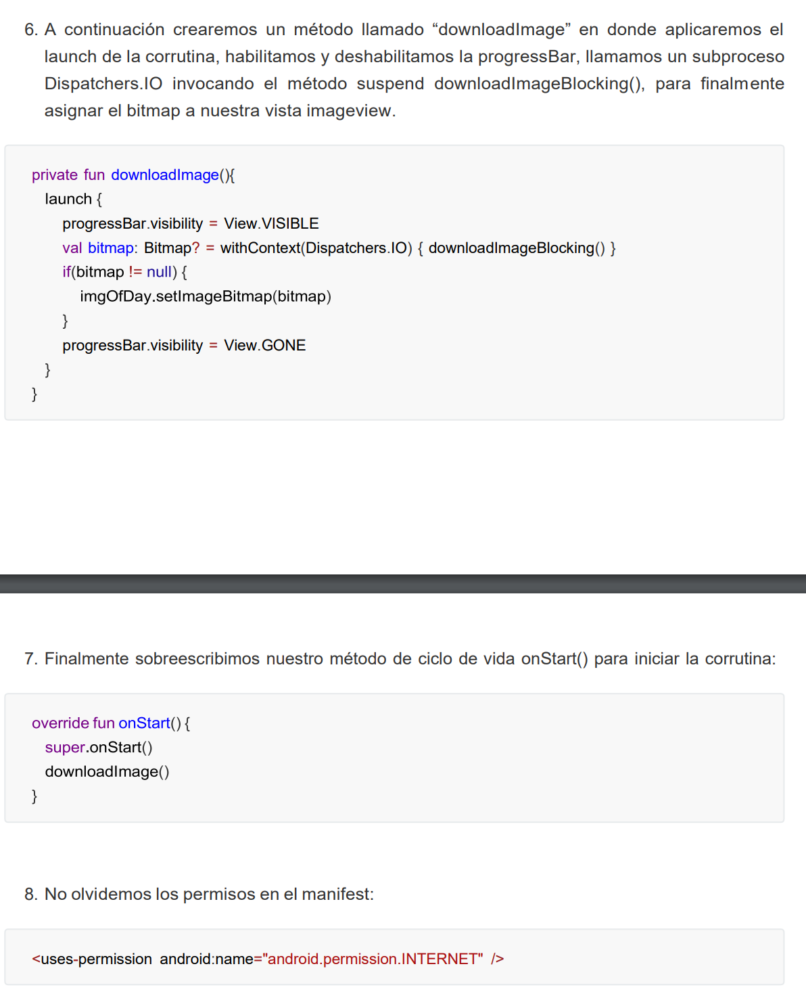 6. A continuación crearemos un método llamado “downloadImage” en donde aplicaremos el
launch de la corrutina, habilitamos y deshabilitamos la progressBar, llamamos un subproceso
Dispatchers.IO invocando el método suspend downloadImageBlocking(), para finalmente
asignar el bitmap a nuestra vista imageview.
private fun downloadImage(){
launch {
progressBar.visibility = View.VISIBLE
val bitmap: Bitmap? = withContext(Dispatchers.IO) { downloadImageBlocking() }
if(bitmap != null) {
imgOfDay.setImageBitmap(bitmap)
}
progressBar.visibility = View.GONE
}
}
7. Finalmente sobreescribimos nuestro método de ciclo de vida onStart() para iniciar la corrutina:
override fun onStart() {
super.onStart()
downloadImage()
}
8. No olvidemos los permisos en el manifest:
<uses-permission android:name="android.permission.INTERNET" />